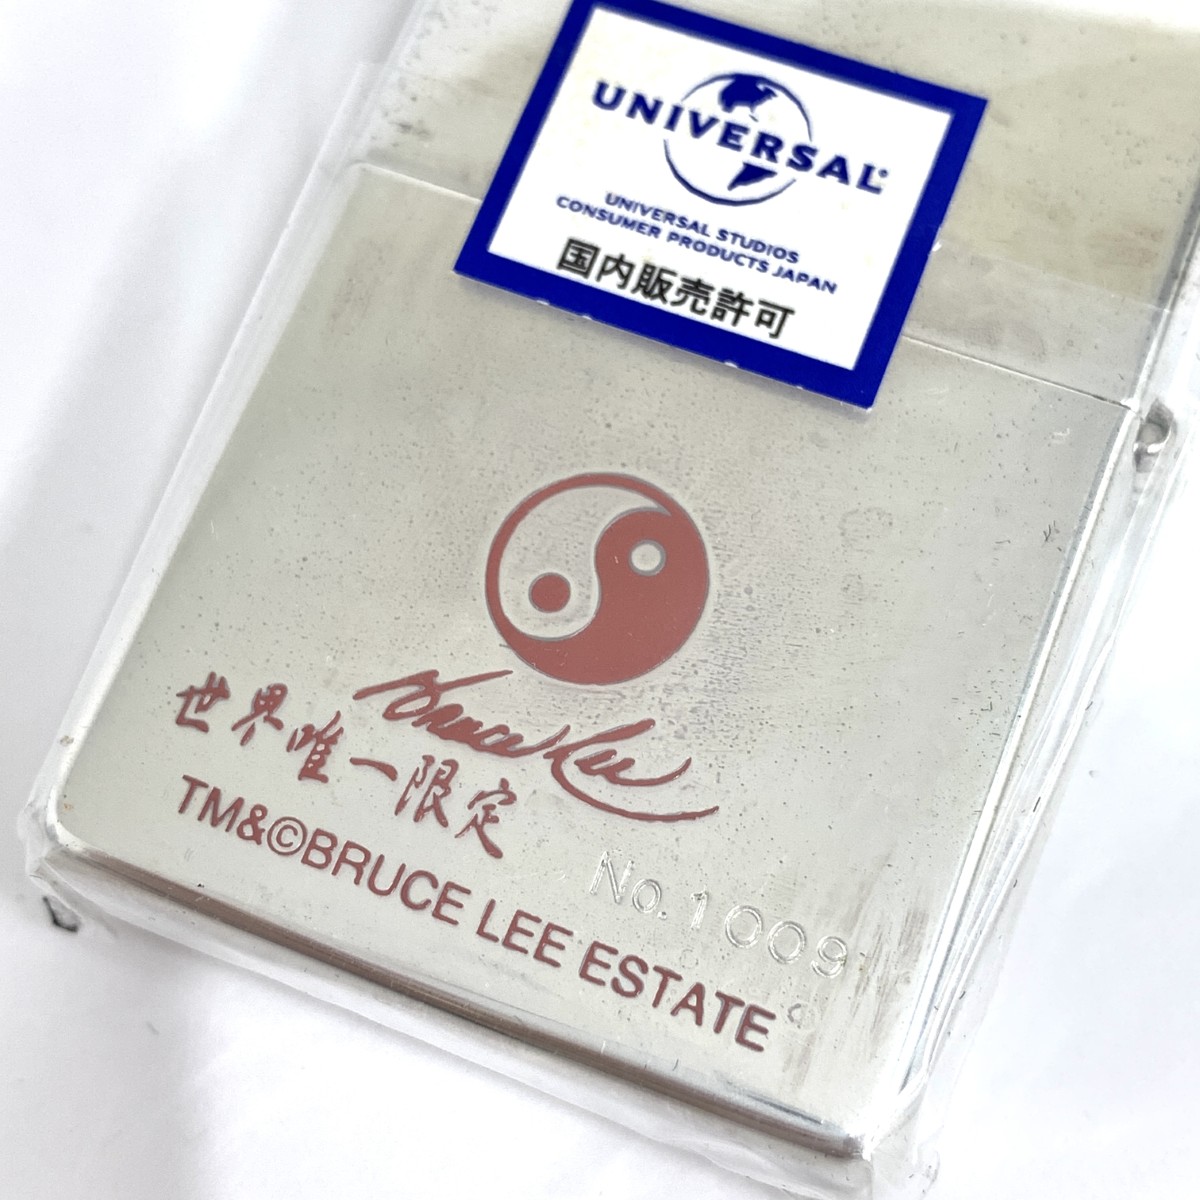 UNIVERSAL
UNIVERSAL STUDIOS
CONSUMER PRODUCTS JAPAN
国内販売許可
Bruce Lee
世界唯一限定
TM&©BRUCE LEE ESTATE
No.1009